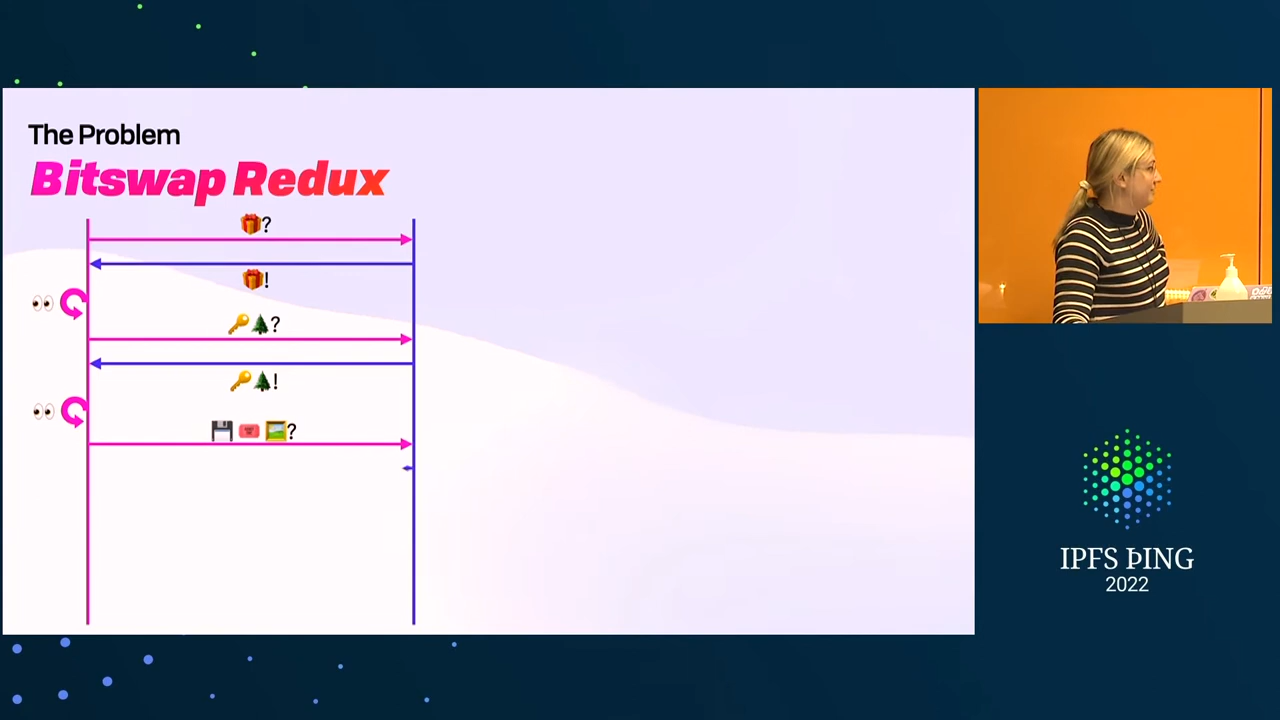 The Problem
Bitswap Redux
🎁?
🎁!
🔑🌲?
🔑🌲!
💾 🎟️ 🖼️?
IPFS ÞING
2022